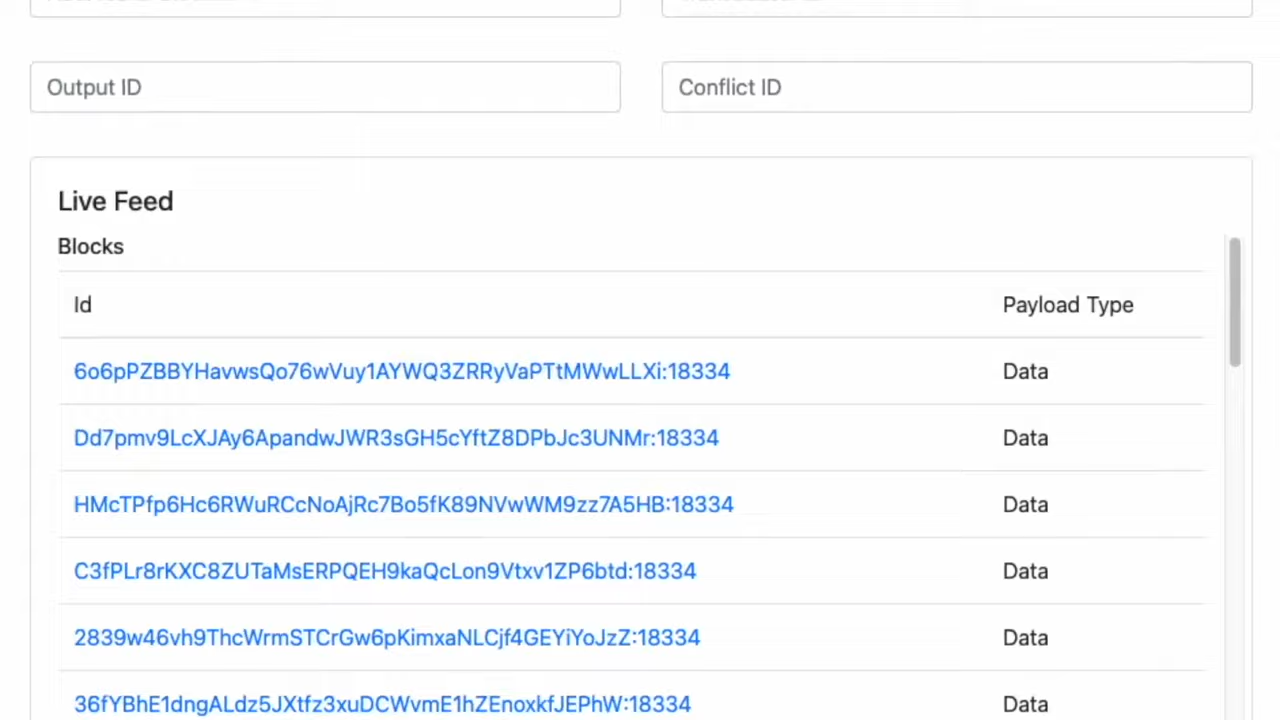 Output ID
Conflict ID
Live Feed
Blocks
Id Payload Type
6o6pPZBBYHavwsQo76wVuy1AYWQ3ZRRyVaPTtMWwLLXi:18334 Data
Dd7pmv9LcXJAy6ApandwJWR3sGH5cYftZ8DPbJc3UNMr:18334 Data
HMcTPfp6Hc6RWuRCcNoAjRc7Bo5fK89NVwWM9zz7A5HB:18334 Data
C3fPLr8rKXC8ZUTaMsERPQEH9kaQcLon9Vtxv1ZP6btd:18334 Data
2839w46vh9ThcWrmSTCrGw6pKimxaNLCjf4GEYiYoJzZ:18334 Data
36fYBhE1dngALdz5JXtfz3xuDCWvmE1hZEnoxkfJEPhW:18334 Data